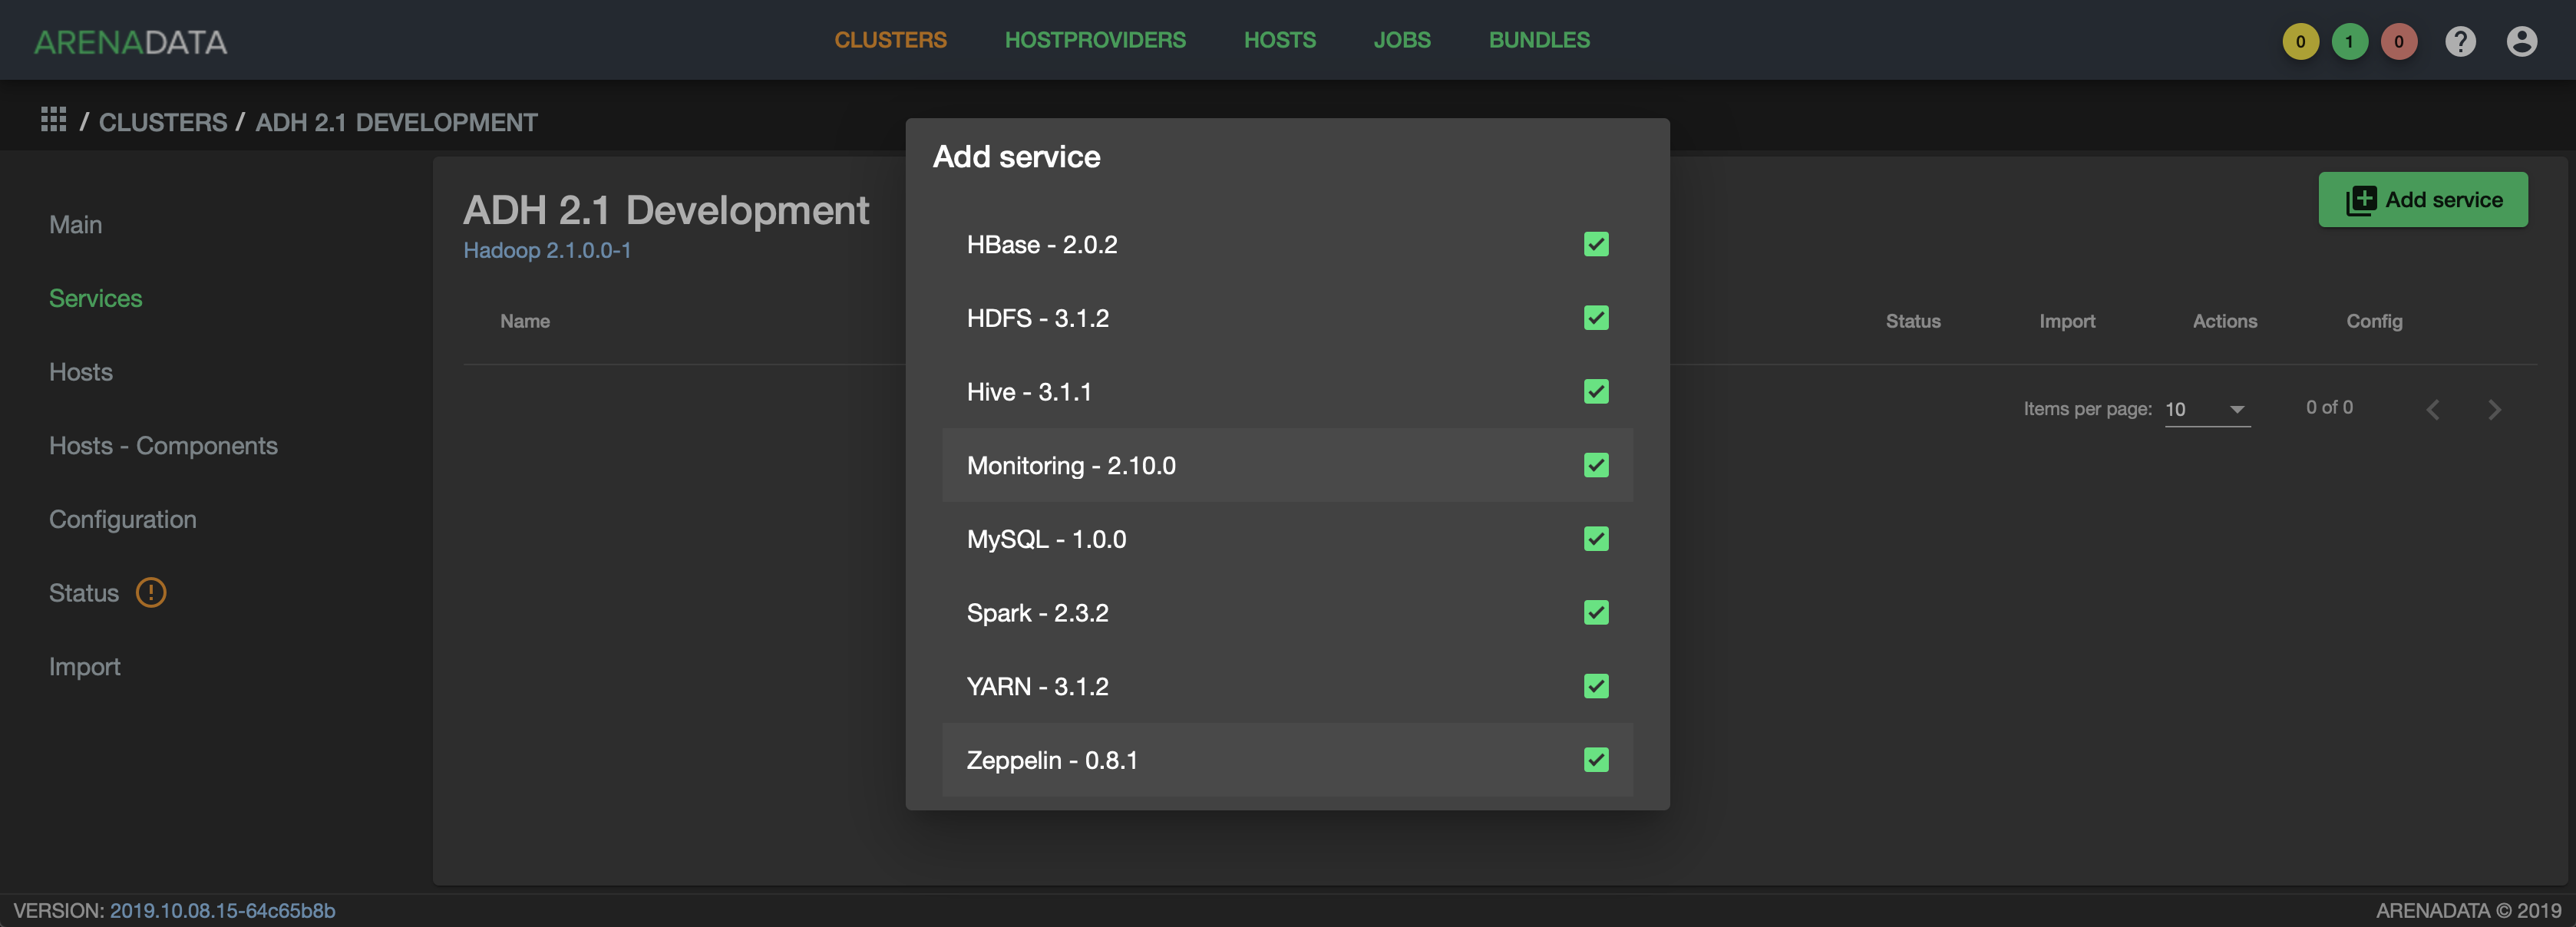 ARENADATA
CLUSTERS HOSTPROVIDERS HOSTS JOBS BUNDLES
0 1 0 ?
/ CLUSTERS / ADH 2.1 DEVELOPMENT
Main
Services
Hosts
Hosts - Components
Configuration
Status
Import
ADH 2.1 Development
Hadoop 2.1.0.0-1
Add service
Name Status Import Actions Config
Items per page: 10 0 of 0
Add service
HBase - 2.0.2
HDFS - 3.1.2
Hive - 3.1.1
Monitoring - 2.10.0
MySQL - 1.0.0
Spark - 2.3.2
YARN - 3.1.2
Zeppelin - 0.8.1
VERSION: 2019.10.08.15-64c65b8b
ARENADATA © 2019